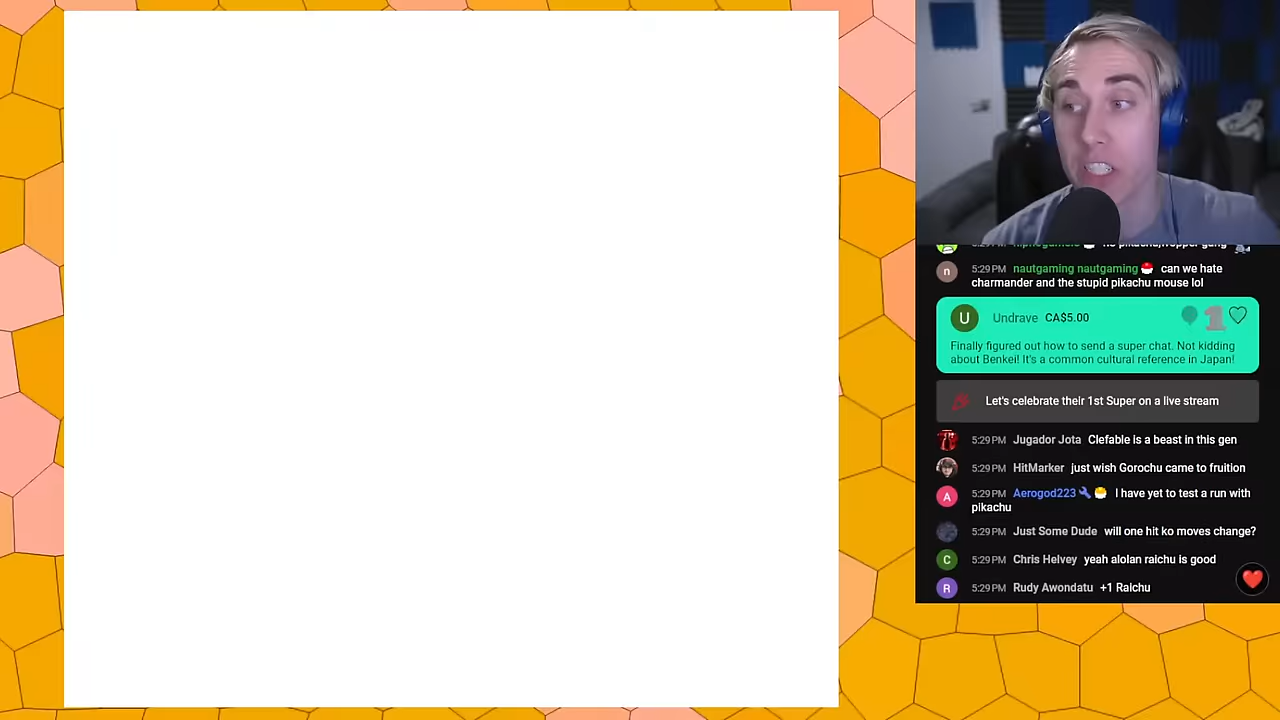 5:29 PM nautgaming nautgaming can we hate
charmander and the stupid pikachu mouse lol
U Undrave CA$5.00 1
Finally figured out how to send a super chat. Not kidding
about Benkei! It's a common cultural reference in Japan!
Let's celebrate their 1st Super on a live stream
5:29 PM Jugador Jota Clefable is a beast in this gen
5:29 PM HitMarker just wish Gorochu came to fruition
A 5:29 PM Aerogod223 I have yet to test a run with
pikachu
5:29 PM Just Some Dude will one hit ko moves change?
C 5:29 PM Chris Helvey yeah alolan raichu is good
R 5:29 PM Rudy Awondatu +1 Raichu